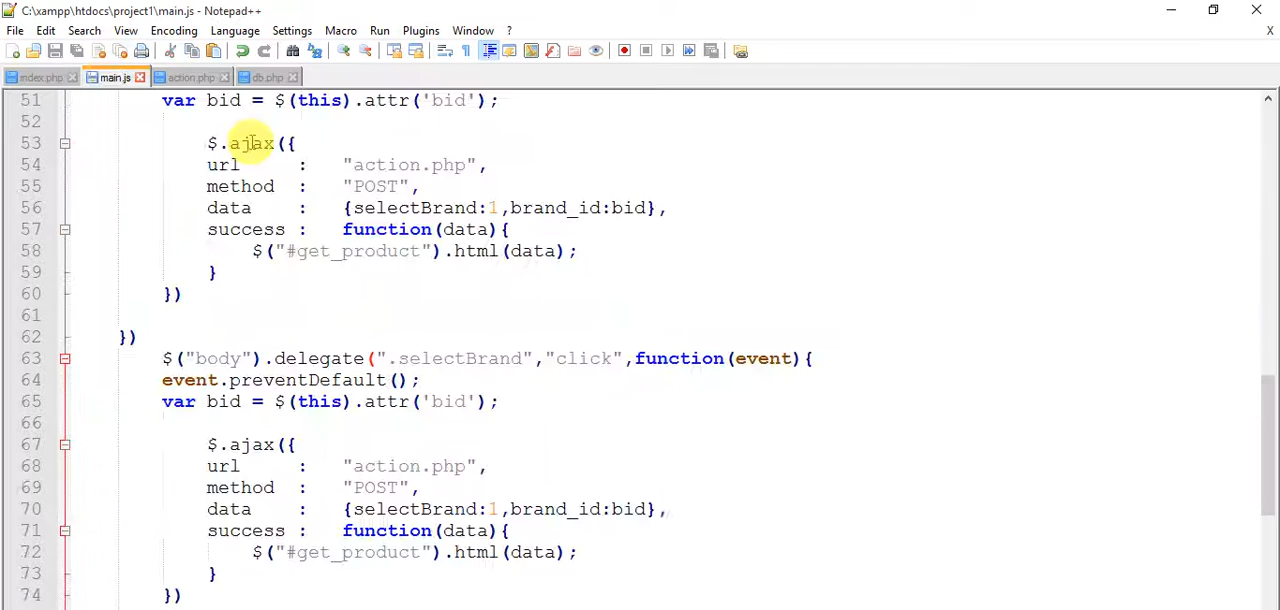 C:\xampp\htdocs\project1\main.js - Notepad++
File Edit Search View Encoding Language Settings Macro Run Plugins Window ? X
index.php main.js action.php db.php
51 var bid = $(this).attr('bid');
52
53 $.ajax({
54 url : "action.php",
55 method : "POST",
56 data : {selectBrand:1,brand_id:bid},
57 success : function(data){
58 $("#get_product").html(data);
59 }
60 })
61
62 })
63 $("body").delegate(".selectBrand","click",function(event){
64 event.preventDefault();
65 var bid = $(this).attr('bid');
66
67 $.ajax({
68 url : "action.php",
69 method : "POST",
70 data : {selectBrand:1,brand_id:bid},
71 success : function(data){
72 $("#get_product").html(data);
73 }
74 })